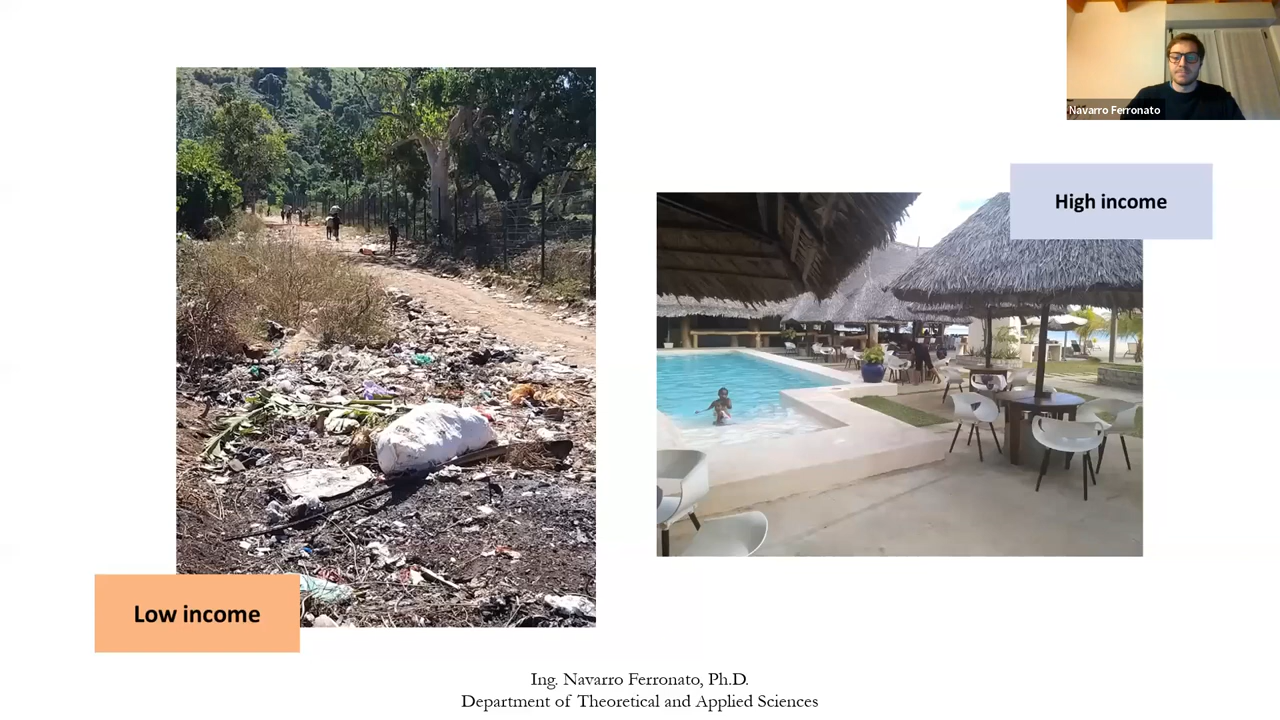 Navarro Ferronato
High income
Low income
Ing. Navarro Ferronato, Ph.D.
Department of Theoretical and Applied Sciences